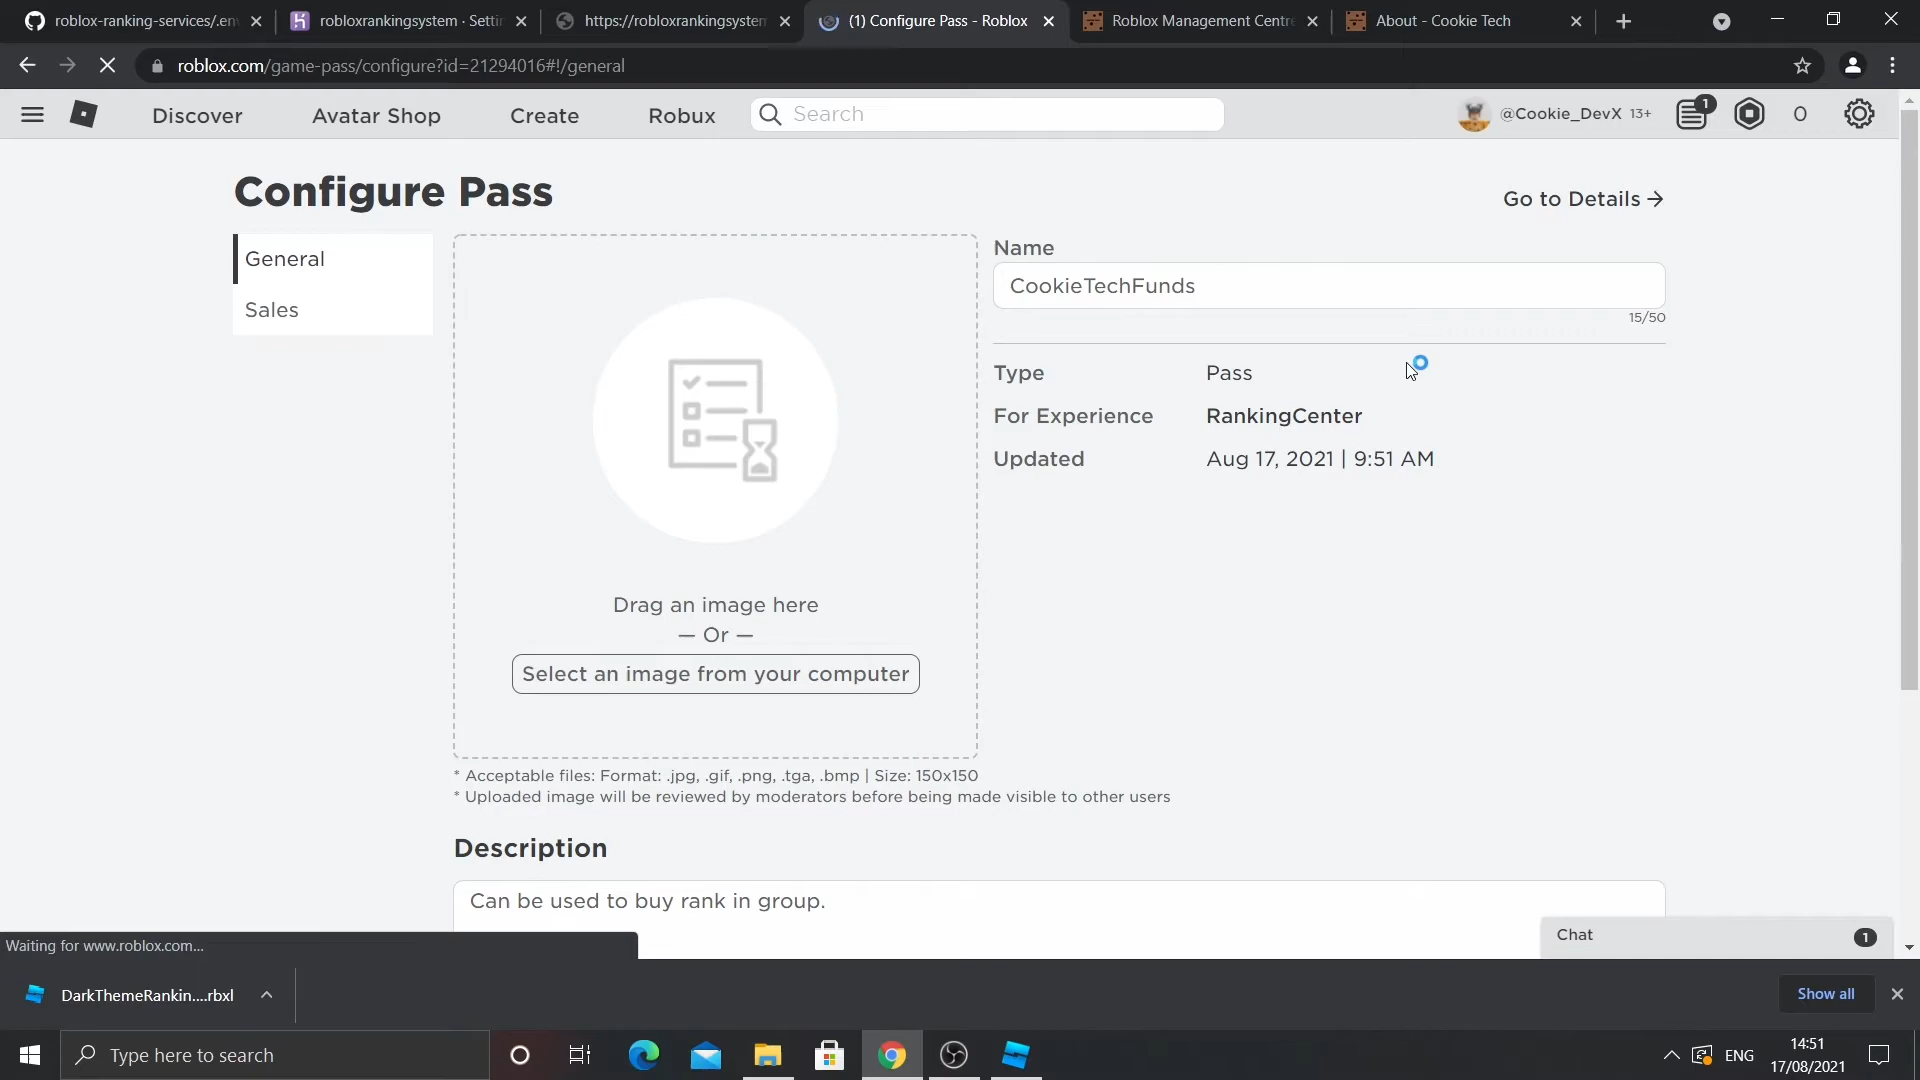 roblox-ranking-services/.en
robloxrankingsystem · Settin
https://robloxrankingsystem
(1) Configure Pass - Roblox
Roblox Management Centre
About - Cookie Tech
roblox.com/game-pass/configure?id=21294016#!/general
Discover
Avatar Shop
Create
Robux
Search
@Cookie_DevX 13+
1
0
Configure Pass
Go to Details
General
Sales
Name
CookieTechFunds
15/50
Type Pass
For Experience RankingCenter
Updated Aug 17, 2021 | 9:51 AM
Drag an image here
— Or —
Select an image from your computer
* Acceptable files: Format: .jpg, .gif, .png, .tga, .bmp | Size: 150x150
* Uploaded image will be reviewed by moderators before being made visible to other users
Description
Can be used to buy rank in group.
Chat 1
Waiting for www.roblox.com...
DarkThemeRankin....rbxl
Show all
Type here to search
ENG
14:51
17/08/2021